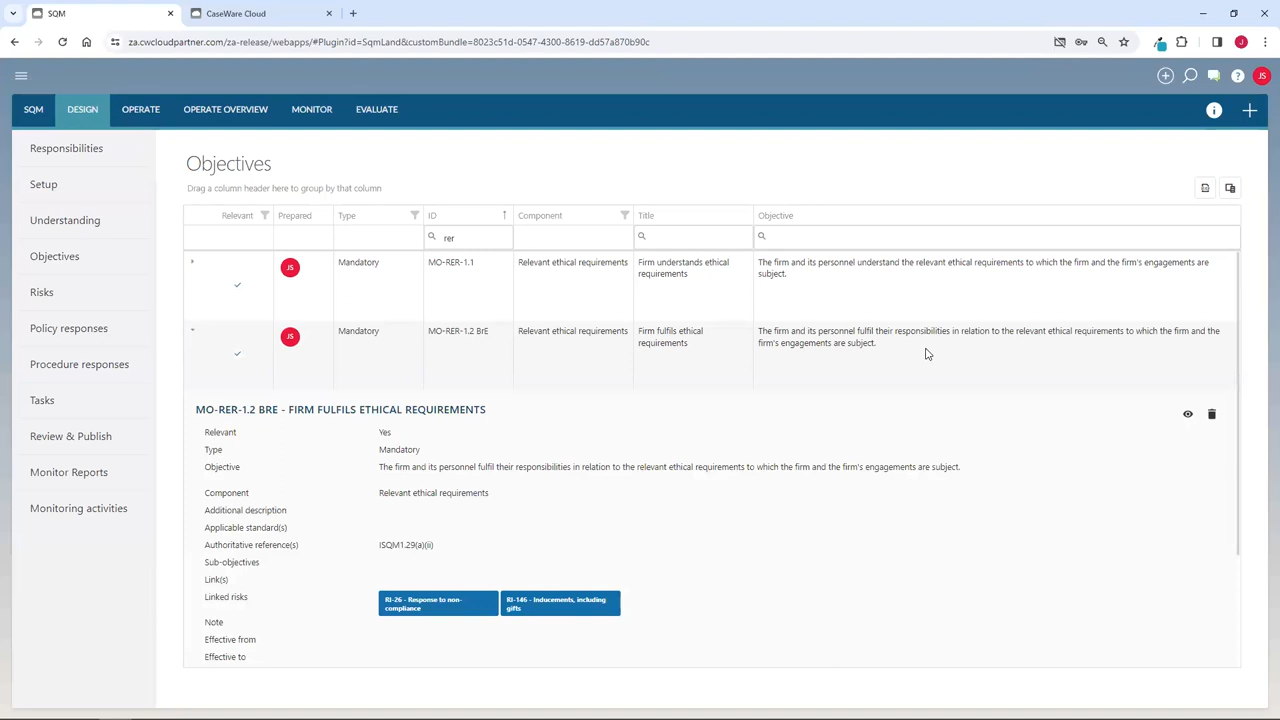 SQM
CaseWare Cloud
za.cwcloudpartner.com/za-release/webapps/#Plugin?id=SqmLand&customBundle=8023c51d-0547-4300-8619-dd57a870b90c
J
JS
SQM DESIGN OPERATE OPERATE OVERVIEW MONITOR EVALUATE
Responsibilities
Setup
Understanding
Objectives
Risks
Policy responses
Procedure responses
Tasks
Review & Publish
Monitor Reports
Monitoring activities
Objectives
Drag a column header here to group by that column
Relevant Prepared Type ID Component Title Objective
rer
JS Mandatory MO-RER-1.1 Relevant ethical requirements Firm understands ethical The firm and its personnel understand the relevant ethical requirements to which the firm and the firm's engagements are
requirements subject.
JS Mandatory MO-RER-1.2 BrE Relevant ethical requirements Firm fulfils ethical The firm and its personnel fulfil their responsibilities in relation to the relevant ethical requirements to which the firm and the
requirements firm's engagements are subject.
MO-RER-1.2 BRE - FIRM FULFILS ETHICAL REQUIREMENTS
Relevant Yes
Type Mandatory
Objective The firm and its personnel fulfil their responsibilities in relation to the relevant ethical requirements to which the firm and the firm's engagements are subject.
Component Relevant ethical requirements
Additional description
Applicable standard(s)
Authoritative reference(s) ISQM1.29(a)(ii)
Sub-objectives
Link(s)
Linked risks
RI-26 - Response to non-
compliance
RI-146 - Inducements, including
gifts
Note
Effective from
Effective to